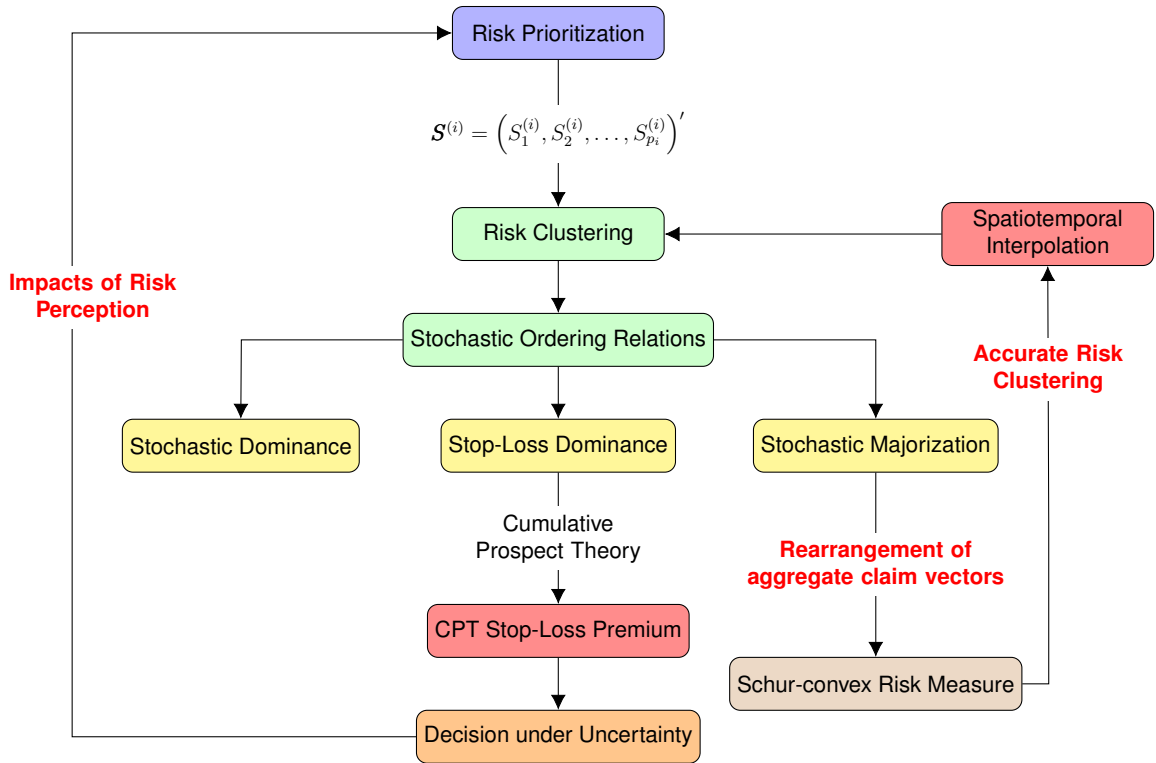 Risk Prioritization
𝑺^{(i)} = (S_1^{(i)}, S_2^{(i)}, . . . , S_{p_i}^{(i)})′
Risk Clustering
Spatiotemporal
Interpolation
Impacts of Risk
Perception
Stochastic Ordering Relations
Accurate Risk
Clustering
Stochastic Dominance
Stop-Loss Dominance
Stochastic Majorization
Cumulative
Prospect Theory
Rearrangement of
aggregate claim vectors
CPT Stop-Loss Premium
Schur-convex Risk Measure
Decision under Uncertainty